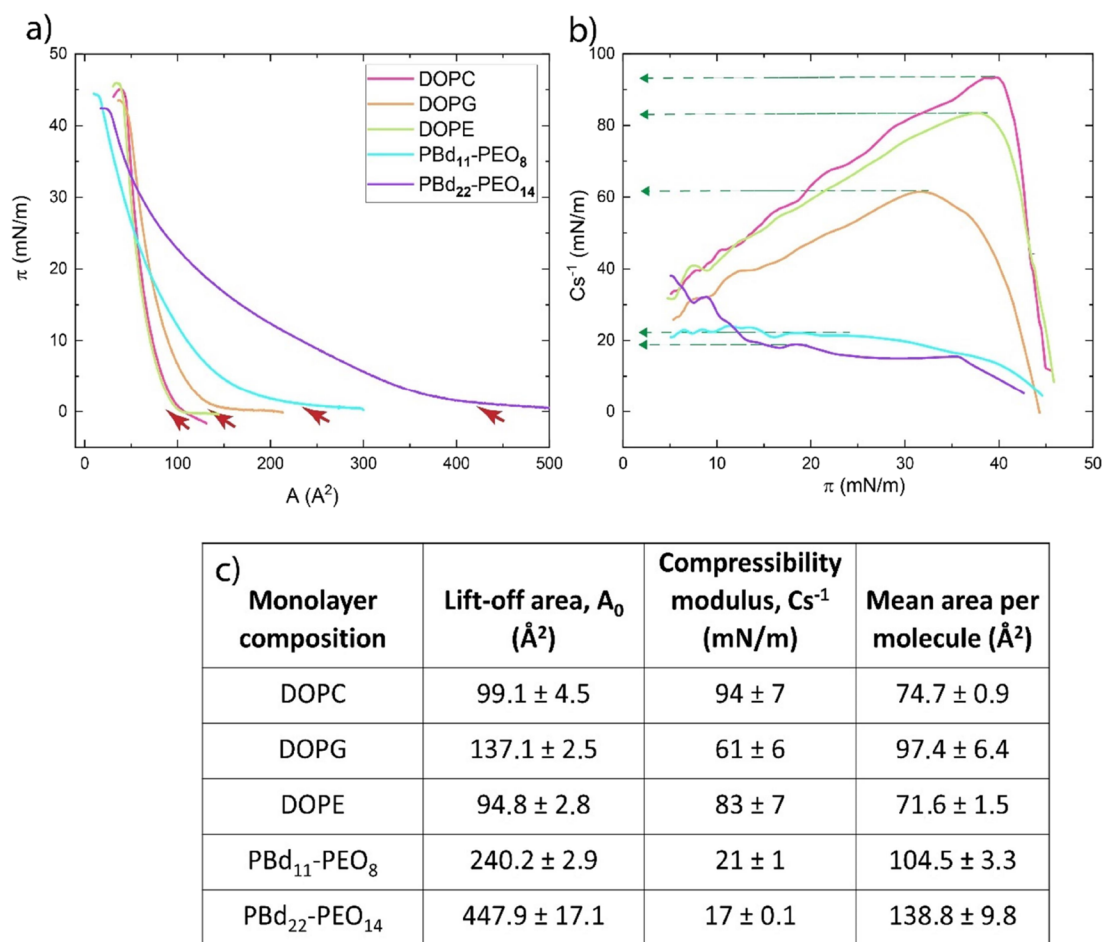 a)
50
40
30
20
10
0
π (mN/m)
0 100 200 300 400 500
A (A²)
DOPC
DOPG
DOPE
PBd₁₁-PEO₈
PBd₂₂-PEO₁₄
b)
100
80
60
40
20
0
Cs⁻¹ (mN/m)
0 10 20 30 40 50
π (mN/m)
c)
Monolayer composition
Lift-off area, A₀ (Å²)
Compressibility modulus, Cs⁻¹ (mN/m)
Mean area per molecule (Å²)
DOPC 99.1 ± 4.5 94 ± 7 74.7 ± 0.9
DOPG 137.1 ± 2.5 61 ± 6 97.4 ± 6.4
DOPE 94.8 ± 2.8 83 ± 7 71.6 ± 1.5
PBd₁₁-PEO₈ 240.2 ± 2.9 21 ± 1 104.5 ± 3.3
PBd₂₂-PEO₁₄ 447.9 ± 17.1 17 ± 0.1 138.8 ± 9.8